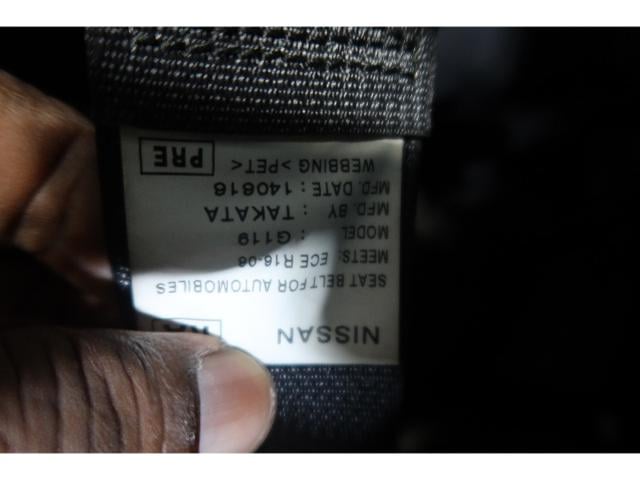 NISSAN
SEAT BELT FOR AUTOMOBILES
MEETS: ECE R16-06
MODEL : G119
MFD. BY : TAKATA
MFD. DATE : 140616
WEBBING >PET<
PRE